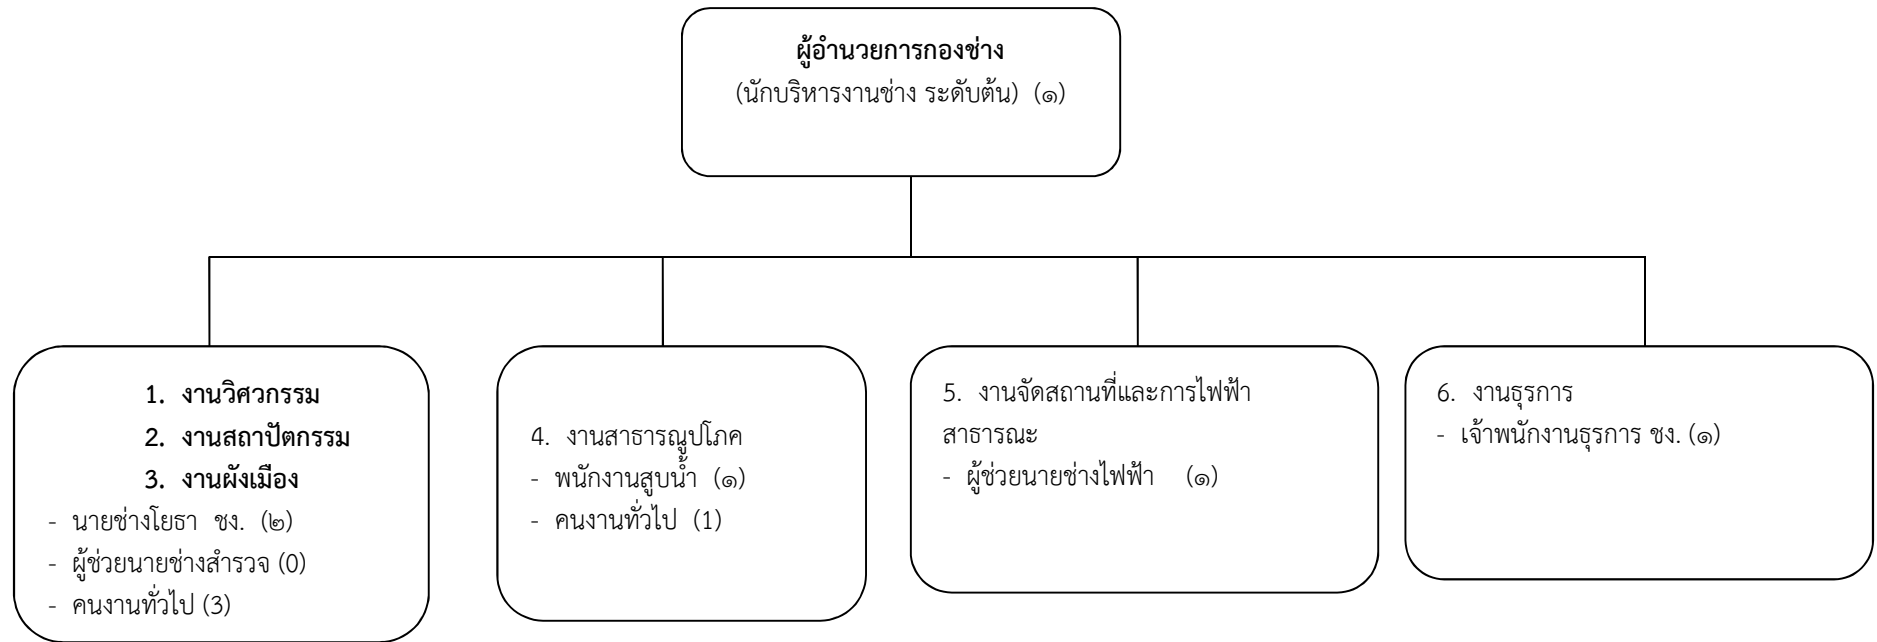 ผู้อำนวยการกองช่าง
(นักบริหารงานช่าง ระดับต้น) (๑)
1. งานวิศวกรรม
2. งานสถาปัตกรรม
3. งานผังเมือง
- นายช่างโยธา ชง. (๒)
- ผู้ช่วยนายช่างสำรวจ (0)
- คนงานทั่วไป (3)
4. งานสาธารณูปโภค
- พนักงานสูบน้ำ (๑)
- คนงานทั่วไป (1)
5. งานจัดสถานที่และการไฟฟ้า
สาธารณะ
- ผู้ช่วยนายช่างไฟฟ้า (๑)
6. งานธุรการ
- เจ้าพนักงานธุรการ ชง. (๑)